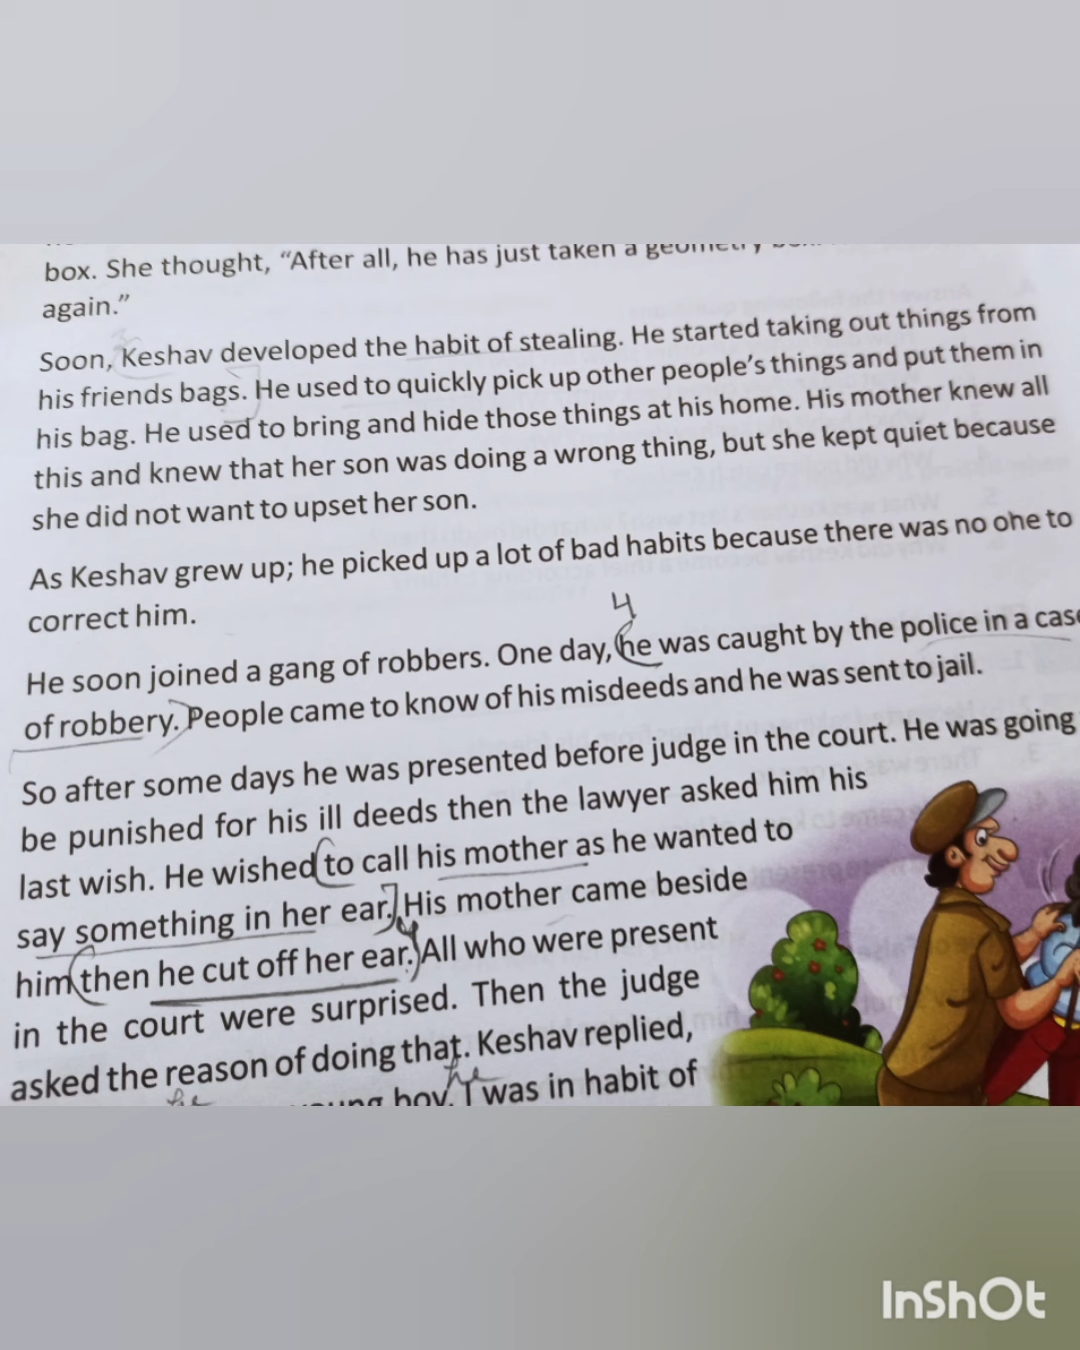 box. She thought, “After all, he has just taken a geometry
again.”
Soon, Keshav developed the habit of stealing. He started taking out things from
his friends bags. He used to quickly pick up other people’s things and put them in
his bag. He used to bring and hide those things at his home. His mother knew all
this and knew that her son was doing a wrong thing, but she kept quiet because
she did not want to upset her son.
As Keshav grew up; he picked up a lot of bad habits because there was no one to
correct him.
4
He soon joined a gang of robbers. One day, he was caught by the police in a case
of robbery. People came to know of his misdeeds and he was sent to jail.
So after some days he was presented before judge in the court. He was going
be punished for his ill deeds then the lawyer asked him his
last wish. He wished to call his mother as he wanted to
say something in her ear. His mother came beside
him then he cut off her ear. All who were present
in the court were surprised. Then the judge
asked the reason of doing that. Keshav replied,
he he
boy. I was in habit of
InShOt